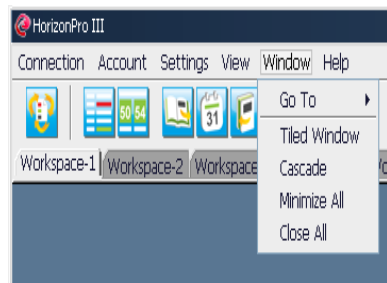 HorizonPro III
Connection Account Settings View Window Help
50-54
31
Go To
Tiled Window
Cascade
Minimize All
Close All
Workspace-1 Workspace-2